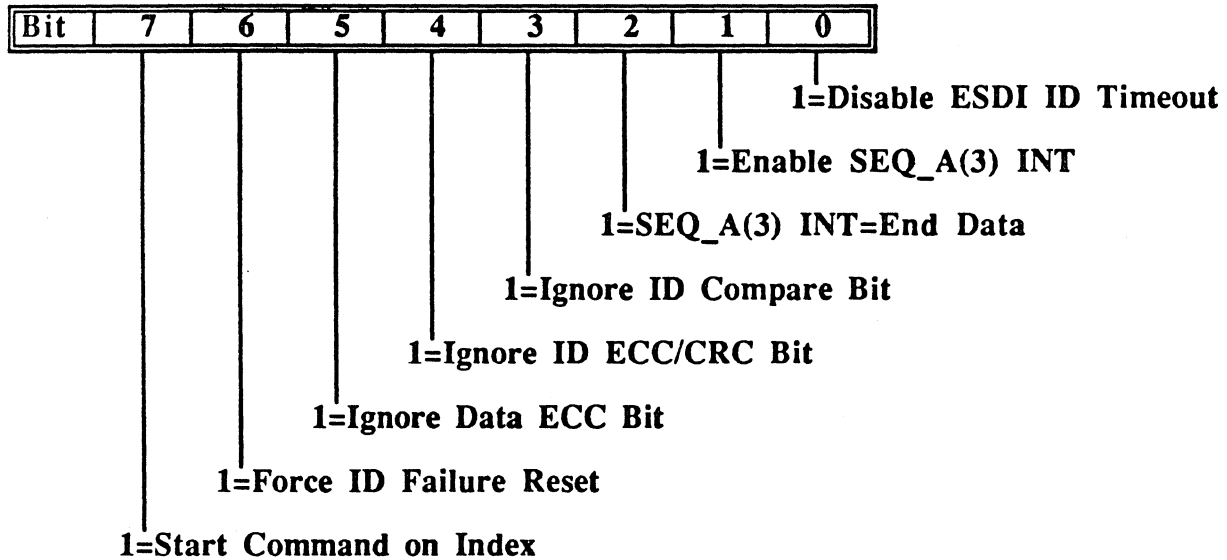 Bit 7 6 5 4 3 2 1 0
1=Disable ESDI ID Timeout
1=Enable SEQ_A(3) INT
1=SEQ_A(3) INT=End Data
1=Ignore ID Compare Bit
1=Ignore ID ECC/CRC Bit
1=Ignore Data ECC Bit
1=Force ID Failure Reset
1=Start Command on Index